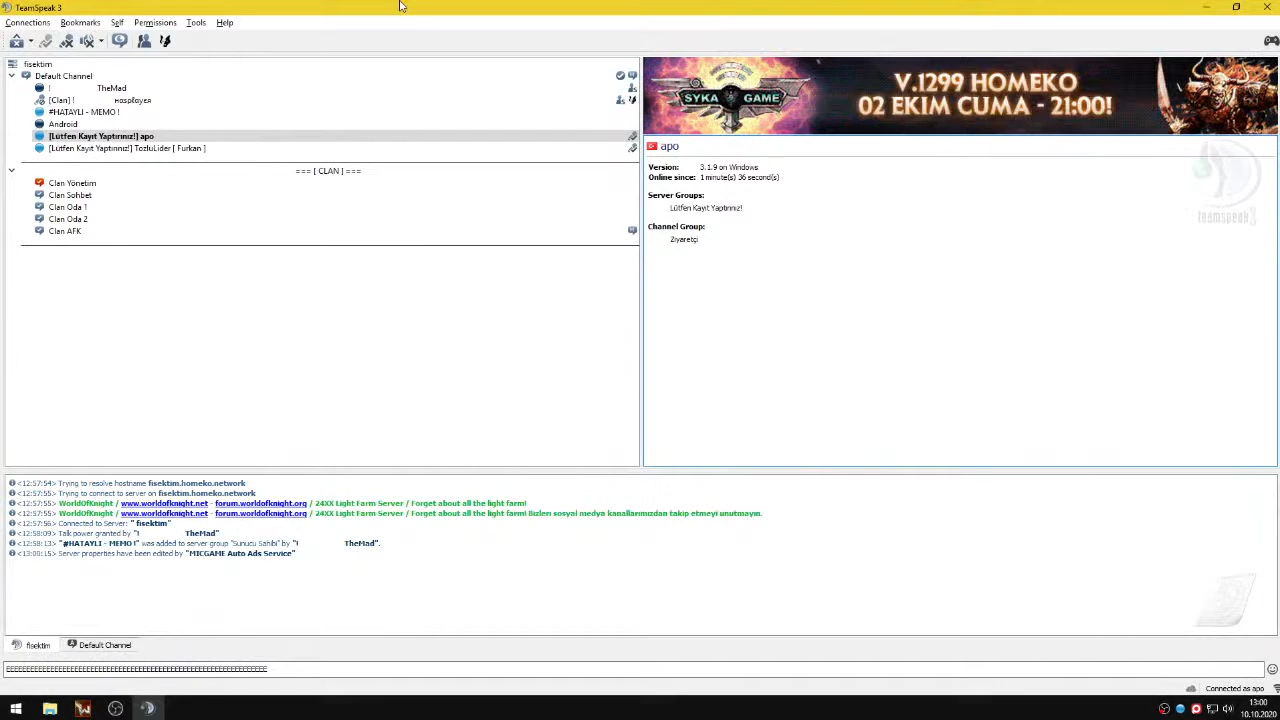 TeamSpeak 3
Connections Bookmarks Self Permissions Tools Help
fisektim
Default Channel
! TheMad
[Clan] !
#HATAYLI - MEMO !
Android
[Lütfen Kayıt Yaptırınız!] apo
[Lütfen Kayıt Yaptırınız!] TozluLider [ Furkan ]
=== [ CLAN ] ===
Clan Yönetim
Clan Sohbet
Clan Oda 1
Clan Oda 2
Clan AFK
SYKA GAME
V.1299 HOMEKO
02 EKIM CUMA - 21:00!
apo
Version: 3.1.9 on Windows
Online since: 1 minute(s) 36 second(s)
Server Groups:
Lütfen Kayıt Yaptırınız!
Channel Group:
Ziyaretçi
teamspeak
<12:57:54> Trying to resolve hostname fisektim.homeko.network
<12:57:55> Trying to connect to server on fisektim.homeko.network
<12:57:55> WorldOfKnight / www.worldofknight.net - forum.worldofknight.org / 24XX Light Farm Server / Forget about all the light farm!
<12:57:55> WorldOfKnight / www.worldofknight.net - forum.worldofknight.org / 24XX Light Farm Server / Forget about all the light farm! Bizleri sosyal medya kanallarımızdan takip etmeyi unutmayın.
<12:57:56> Connected to Server: " fisektim"
<12:58:09> Talk power granted by "! TheMad"
<12:58:13> "#HATAYLI - MEMO !" was added to server group "Sunucu Sahibi" by "! TheMad".
<13:09:15> Server properties have been edited by "MICGAME Auto Ads Service"
fisektim Default Channel
Connected as apo
13:00
10.10.2020